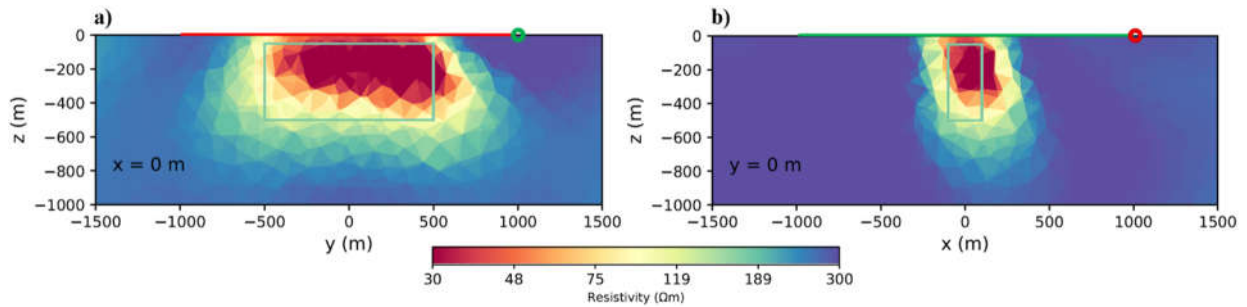 a)
0
−200
−400
−600
−800
−1000
z (m)
x = 0 m
−1500 −1000 −500 0 500 1000 1500
y (m)
b)
0
−200
−400
−600
−800
−1000
z (m)
y = 0 m
−1500 −1000 −500 0 500 1000 1500
x (m)
30 48 75 119 189 300
Resistivity (Ωm)